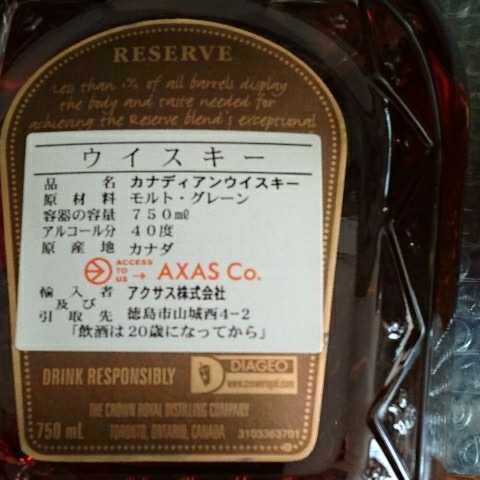 RESERVE
Less than 1% of all barrels display
the body and taste needed for
achieving the Reserve blend's exceptional
ウイスキー
品名 カナディアンウイスキー
原材料 モルト・グレーン
容器の容量 750㎖
アルコール分 40度
原産地 カナダ
ACCESS TO US → AXAS Co.
輸入者 アクサス株式会社
及び
引取先 徳島市山城西4-2
「飲酒は20歳になってから」
DRINK RESPONSIBLY
D DIAGEO
www.crownroyal.com
THE CROWN ROYAL DISTILLING COMPANY
750 mL TORONTO, ONTARIO, CANADA 3103363701